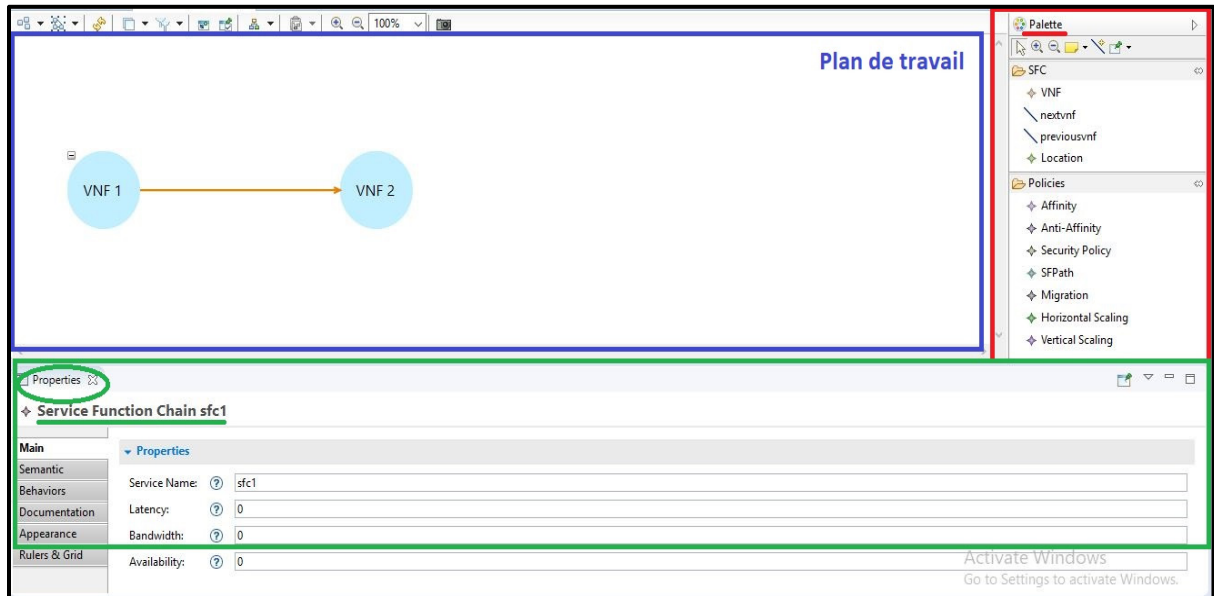 100%
Plan de travail
VNF 1
VNF 2
Palette
SFC
VNF
nextvnf
previousvnf
Location
Policies
Affinity
Anti-Affinity
Security Policy
SFPath
Migration
Horizontal Scaling
Vertical Scaling
Properties
Service Function Chain sfc1
Main
Semantic
Behaviors
Documentation
Appearance
Rulers & Grid
Properties
Service Name: ? sfc1
Latency: ? 0
Bandwidth: ? 0
Availability: ? 0
Activate Windows
Go to Settings to activate Windows.